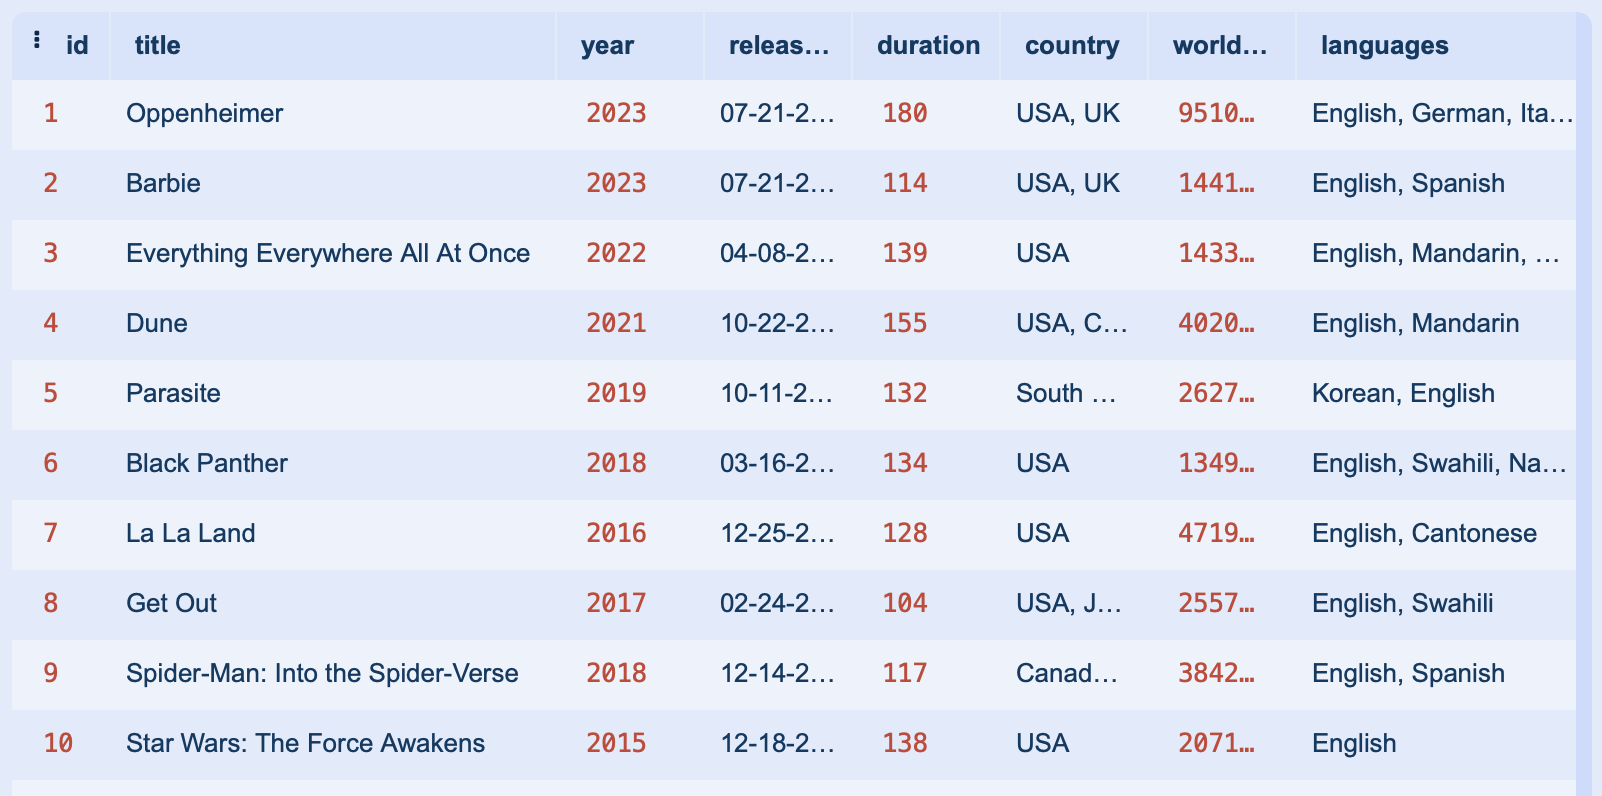 id title year releas… duration country world… languages
1 Oppenheimer 2023 07-21-2… 180 USA, UK 9510… English, German, Ita…
2 Barbie 2023 07-21-2… 114 USA, UK 1441… English, Spanish
3 Everything Everywhere All At Once 2022 04-08-2… 139 USA 1433… English, Mandarin, …
4 Dune 2021 10-22-2… 155 USA, C… 4020… English, Mandarin
5 Parasite 2019 10-11-2… 132 South … 2627… Korean, English
6 Black Panther 2018 03-16-2… 134 USA 1349… English, Swahili, Na…
7 La La Land 2016 12-25-2… 128 USA 4719… English, Cantonese
8 Get Out 2017 02-24-2… 104 USA, J… 2557… English, Swahili
9 Spider-Man: Into the Spider-Verse 2018 12-14-2… 117 Canad… 3842… English, Spanish
10 Star Wars: The Force Awakens 2015 12-18-2… 138 USA 2071… English